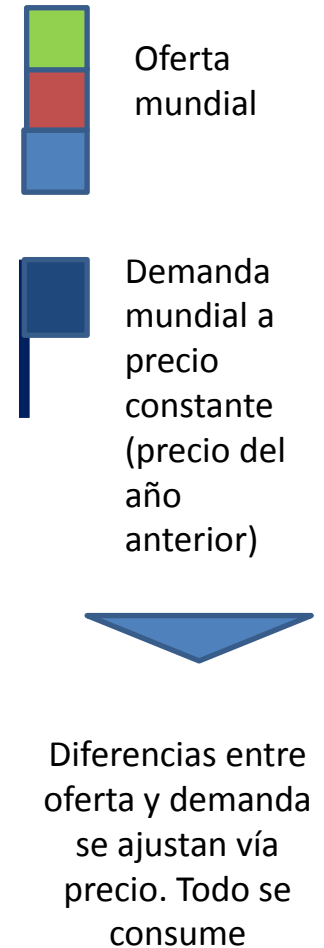 Oferta
mundial
Demanda
mundial a
precio
constante
(precio del
año
anterior)
Diferencias entre
oferta y demanda
se ajustan vía
precio. Todo se
consume